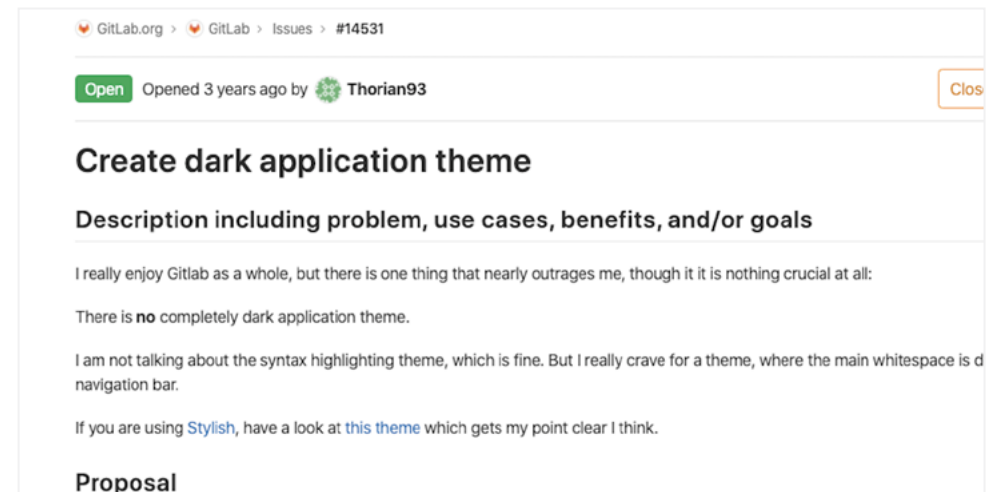 GitLab.org > GitLab > Issues > #14531
Open Opened 3 years ago by Thorian93
Create dark application theme
Description including problem, use cases, benefits, and/or goals
I really enjoy Gitlab as a whole, but there is one thing that nearly outrages me, though it it is nothing crucial at all:
There is no completely dark application theme.
I am not talking about the syntax highlighting theme, which is fine. But I really crave for a theme, where the main whitespace is
navigation bar.
If you are using Stylish, have a look at this theme which gets my point clear I think.
Proposal